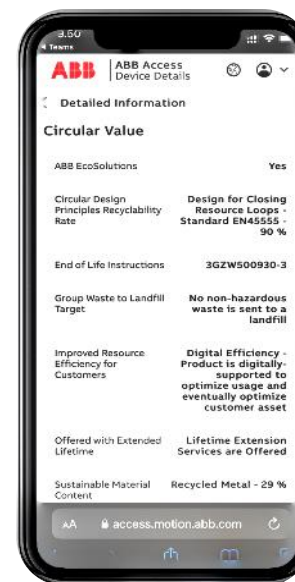 3:50
Teams
ABB ABB Access
Device Details
Detailed Information
Circular Value
ABB EcoSolutions Yes
Circular Design Design for Closing
Principles Recyclability Resource Loops -
Rate Standard EN45555 -
90 %
End of Life Instructions 3GZW500930-3
Group Waste to Landfill No non-hazardous
Target waste is sent to a
landfill
Improved Resource Digital Efficiency -
Efficiency for Product is digitally-
Customers supported to
optimize usage and
eventually optimize
customer asset
Offered with Extended Lifetime Extension
Lifetime Services are Offered
Sustainable Material Recycled Metal - 29 %
Content
AA access.motion.abb.com